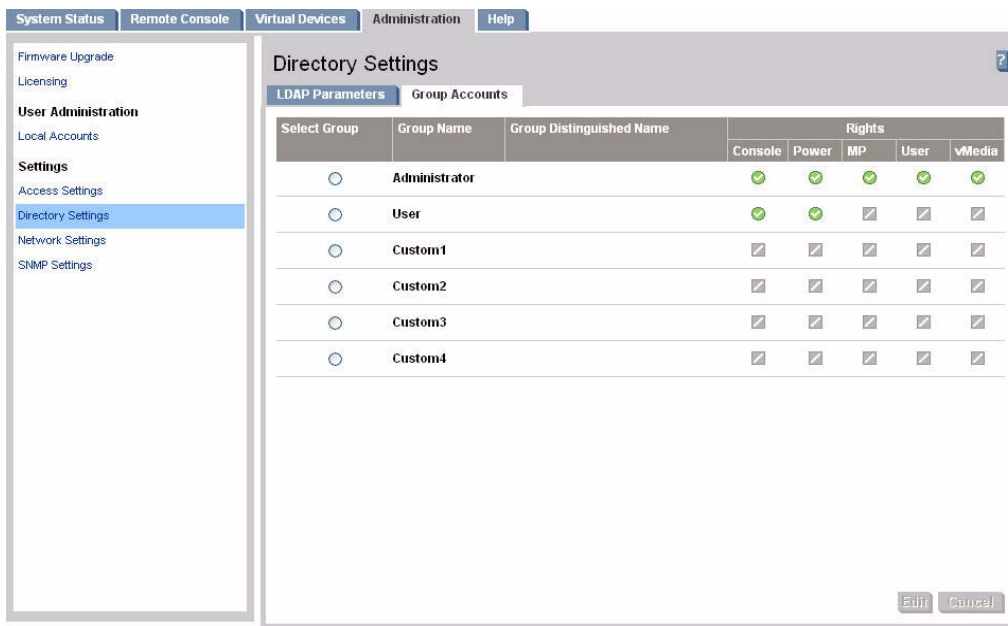 System Status Remote Console Virtual Devices Administration Help
Firmware Upgrade
Licensing
User Administration
Local Accounts
Settings
Access Settings
Directory Settings
Network Settings
SNMP Settings
Directory Settings
?
LDAP Parameters Group Accounts
Select Group Group Name Group Distinguished Name Rights
Console Power MP User vMedia
Administrator
User
Custom1
Custom2
Custom3
Custom4
Edit Cancel